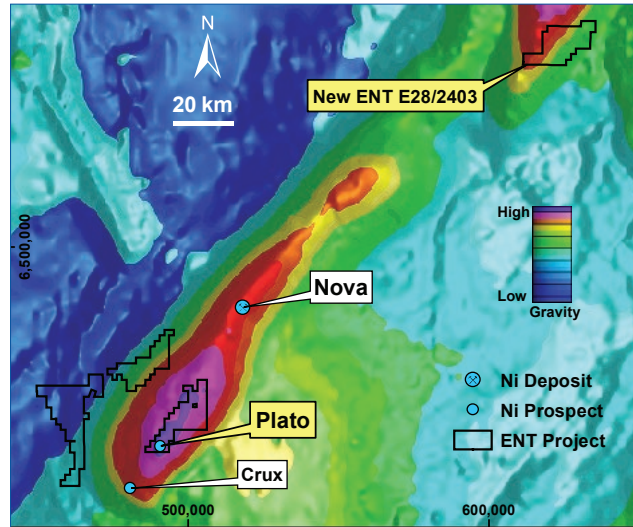 N
20 km
New ENT E28/2403
6,500,000
High
Low
Gravity
Nova
Ni Deposit
Ni Prospect
ENT Project
Plato
Crux
500,000
600,000